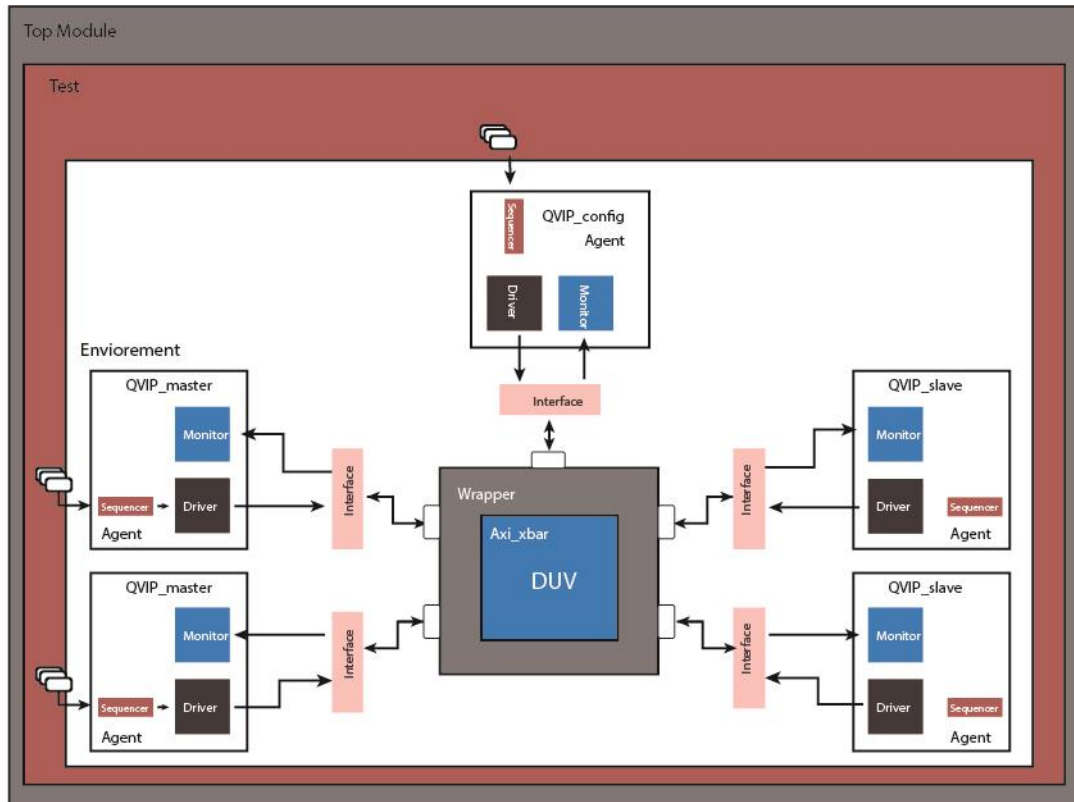 Top Module
Test
Sequencer
QVIP_config
Agent
Driver
Monitor
Interface
Enviorement
QVIP_master
Monitor
Sequencer
Driver
Agent
Interface
QVIP_master
Monitor
Sequencer
Driver
Agent
Interface
Wrapper
Axi_xbar
DUV
Interface
QVIP_slave
Monitor
Driver
Sequencer
Agent
Interface
QVIP_slave
Monitor
Driver
Sequencer
Agent